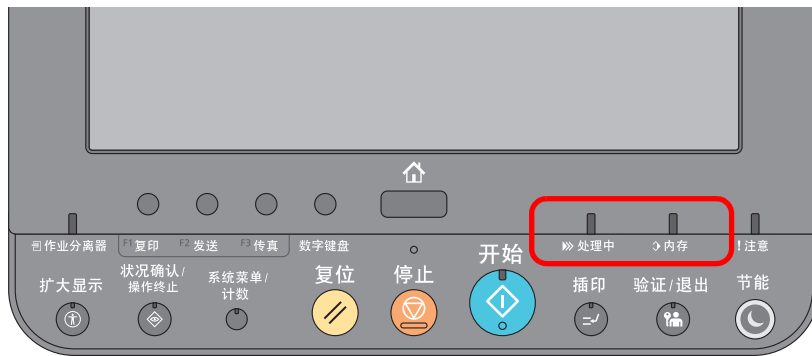 作业分离器
F1 复印
F2 发送
F3 传真
数字键盘
处理中
内存
!注意
扩大显示
状况确认/
操作终止
系统菜单/
计数
复位
停止
开始
插印
验证/退出
节能